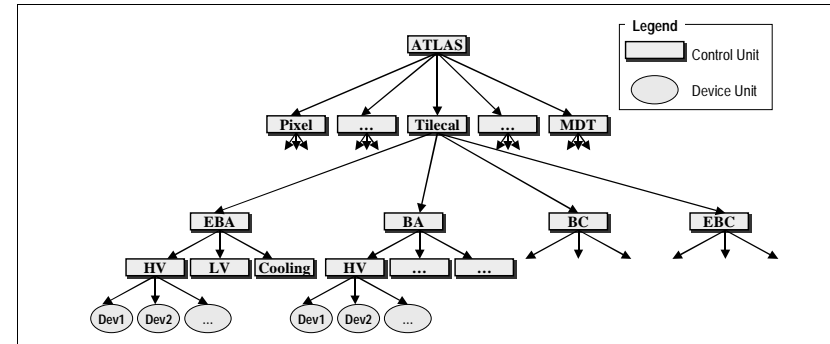 Legend
ATLAS
Control Unit
Device Unit
Pixel ... Tilecal ... MDT
EBA BA BC EBC
HV LV Cooling HV ... ...
Dev1 Dev2 ... Dev1 Dev2 ...